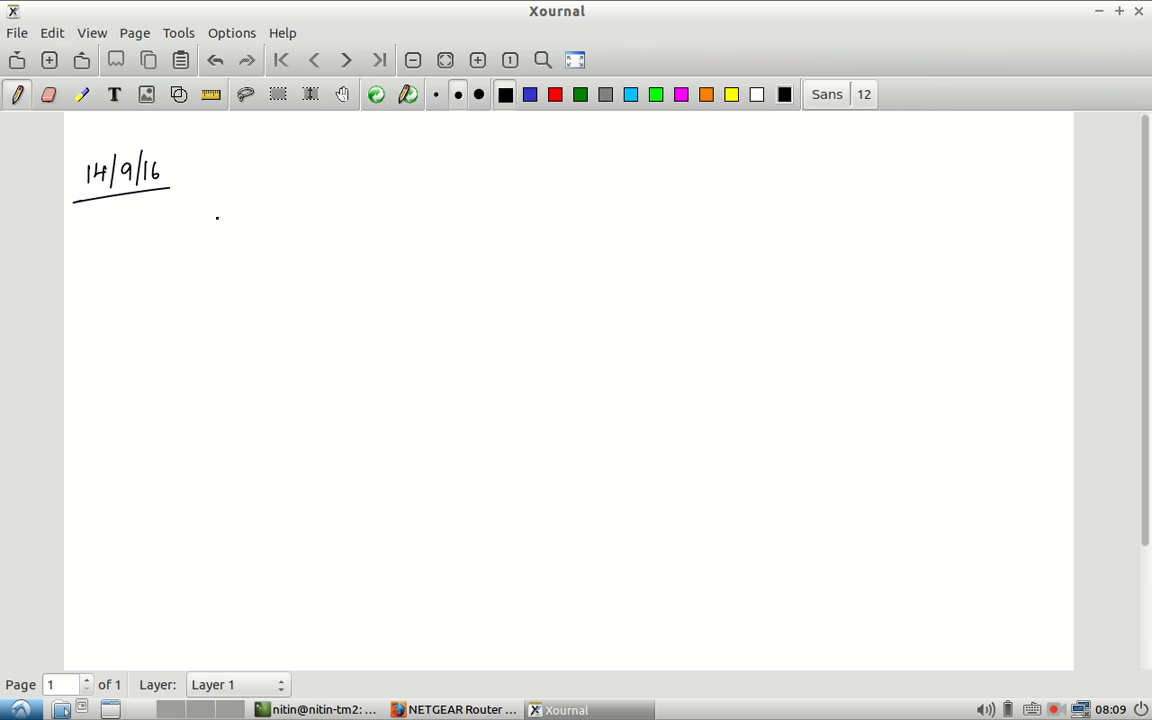 Xournal
File Edit View Page Tools Options Help
Sans 12
14/9/16
Page 1 of 1 Layer: Layer 1
nitin@nitin-tm2: ... NETGEAR Router ... Xournal 08:09